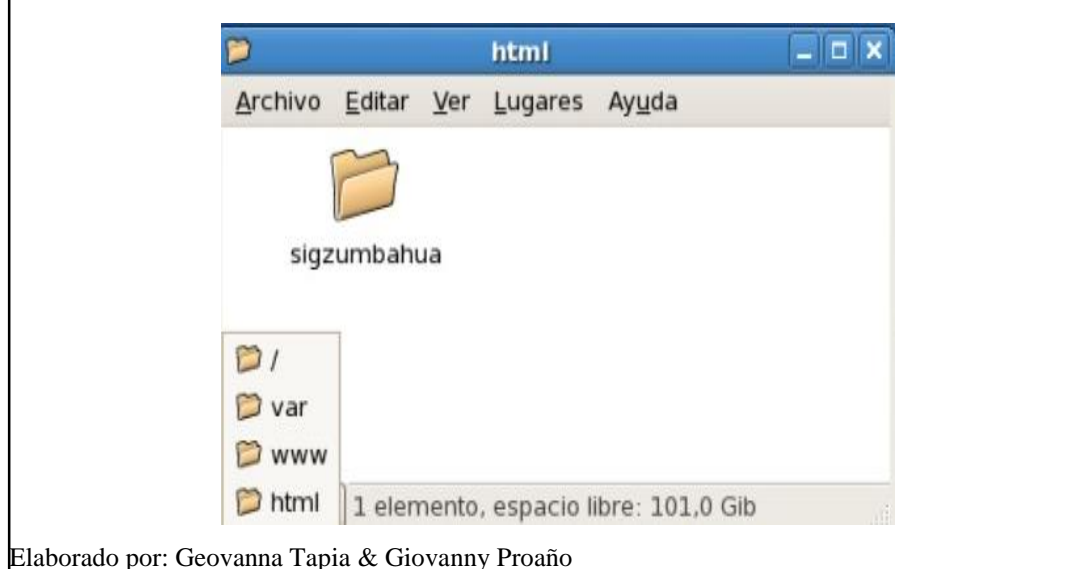 html
Archivo Editar Ver Lugares Ayuda
sigzumbahua
/
var
www
html
1 elemento, espacio libre: 101,0 Gib
Elaborado por: Geovanna Tapia & Giovanny Proaño